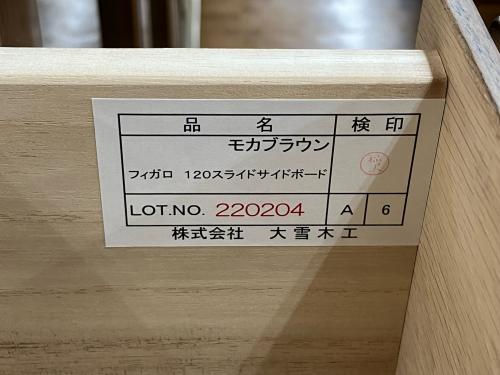 品名 検印
モカブラウン
フィガロ 120スライドサイドボード
LOT.NO. 220204 A 6
株式会社 大雪木工